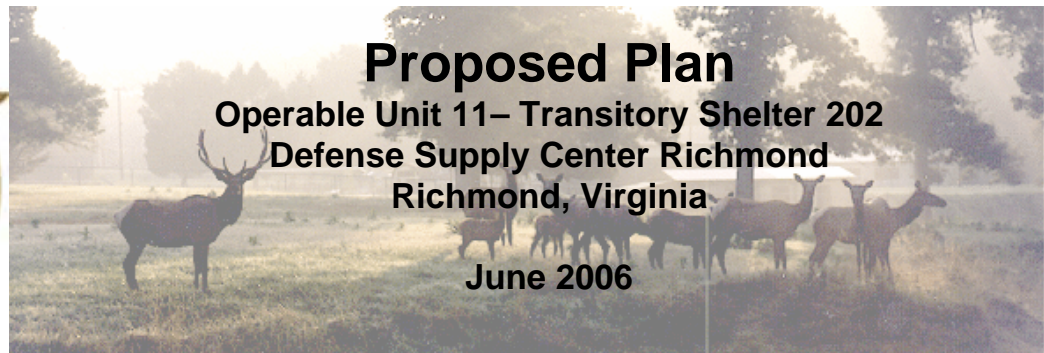 Proposed Plan
Operable Unit 11– Transitory Shelter 202
Defense Supply Center Richmond
Richmond, Virginia
June 2006